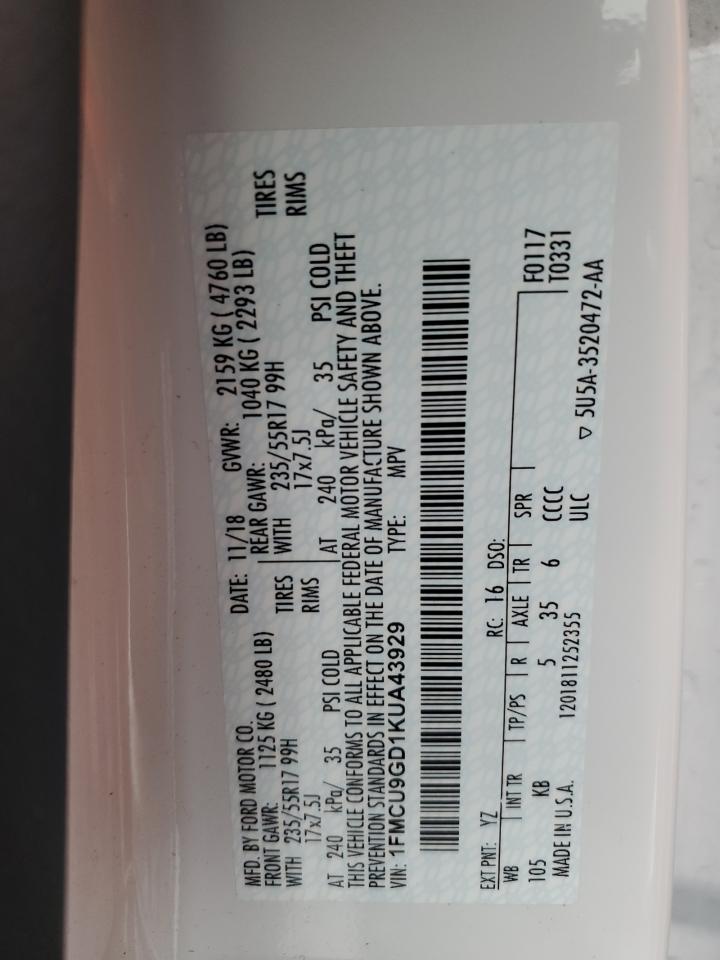 MFD. BY FORD MOTOR CO.
DATE: 11/18 GVWR: 2159 KG ( 4760 LB)
FRONT GAWR: 1125 KG ( 2480 LB) REAR GAWR: 1040 KG ( 2293 LB)
WITH 235/55R17 99H TIRES WITH 235/55R17 99H TIRES
17x7.5J RIMS 17x7.5J RIMS
AT 240 kPa/ 35 PSI COLD AT 240 kPa/ 35 PSI COLD
THIS VEHICLE CONFORMS TO ALL APPLICABLE FEDERAL MOTOR VEHICLE SAFETY AND THEFT
PREVENTION STANDARDS IN EFFECT ON THE DATE OF MANUFACTURE SHOWN ABOVE.
VIN: 1FMCU9GD1KUA43929 TYPE: MPV
EXT PNT: YZ RC: 16 DSO:
WB INT TR TP/PS R AXLE TR SPR F0117
105 KB 5 35 6 CCCC T0331
MADE IN U.S.A. 1201811252355 ULC ▽ 5U5A-3520472-AA